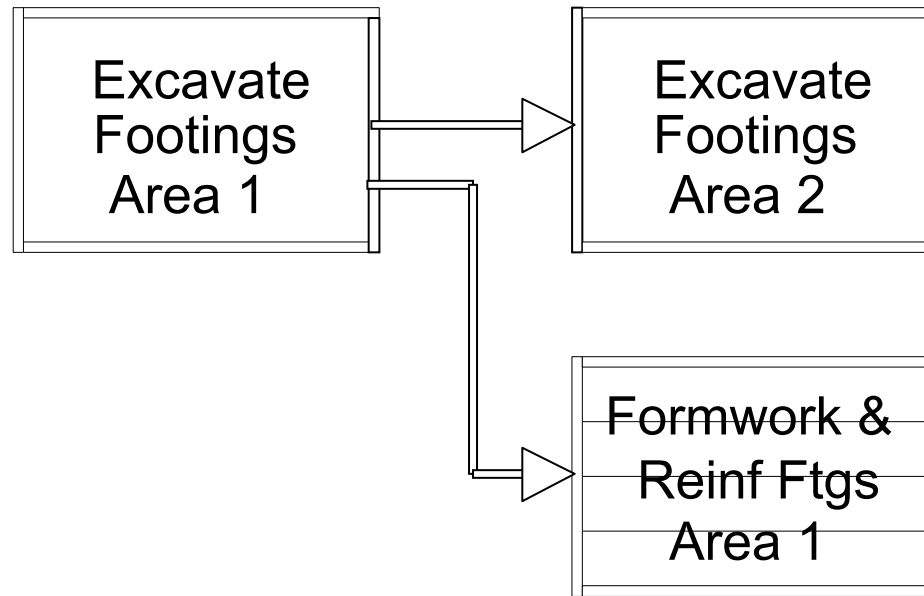 Excavate
Footings
Area 1
Excavate
Footings
Area 2
Formwork &
Reinf Ftgs
Area 1